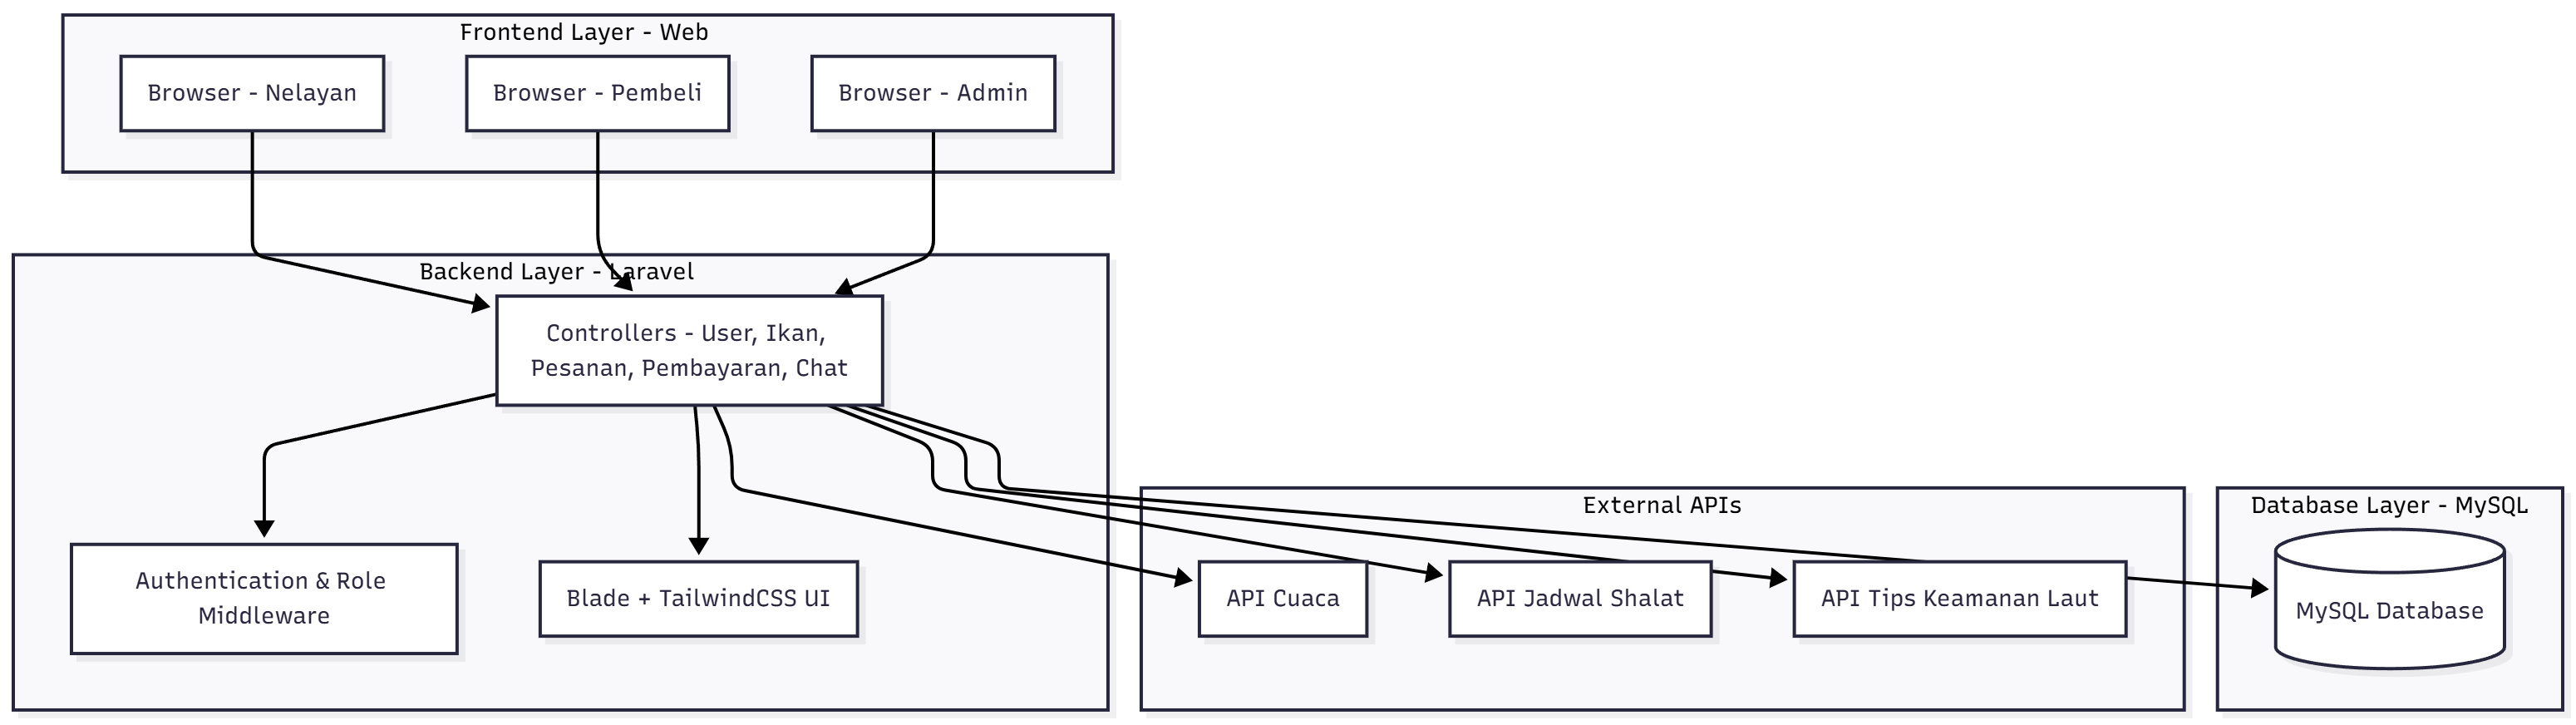 Frontend Layer - Web
Browser - Nelayan
Browser - Pembeli
Browser - Admin
Backend Layer - Laravel
Controllers - User, Ikan,
Pesanan, Pembayaran, Chat
Authentication & Role
Middleware
Blade + TailwindCSS UI
External APIs
API Cuaca
API Jadwal Shalat
API Tips Keamanan Laut
Database Layer - MySQL
MySQL Database